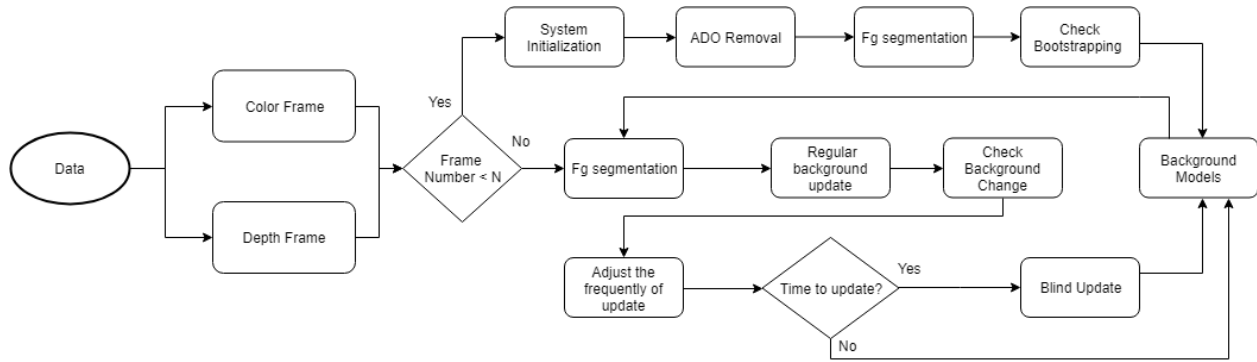 System
Initialization
ADO Removal
Fg segmentation
Check
Bootstrapping
Color Frame
Yes
Data
Frame
Number < N
No
Fg segmentation
Regular
background
update
Check
Background
Change
Background
Models
Depth Frame
Adjust the
frequently of
update
Time to update?
Yes
Blind Update
No